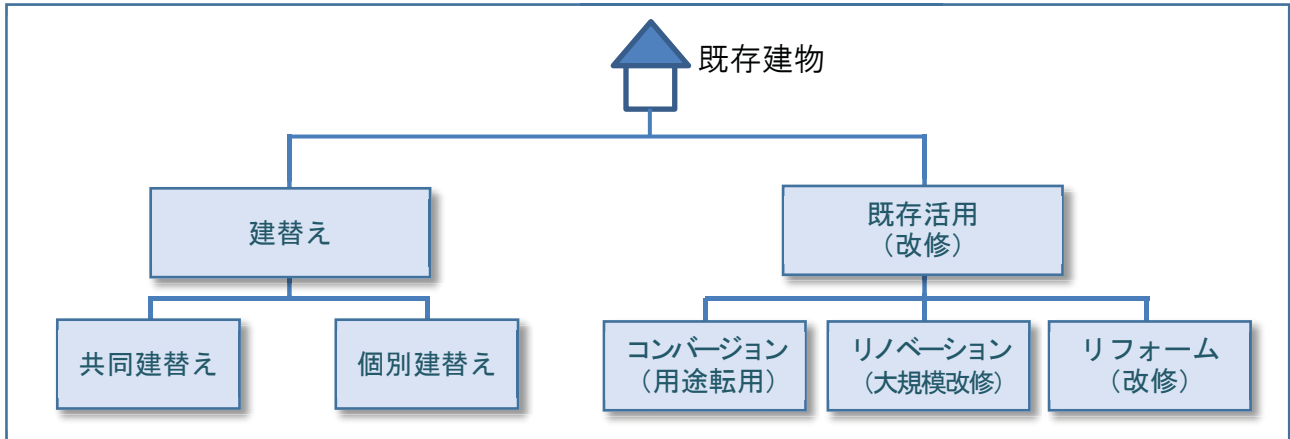 既存建物
建替え
既存活用
（改修）
共同建替え
個別建替え
コンバージョン
（用途転用）
リノベーション
（大規模改修）
リフォーム
（改修）